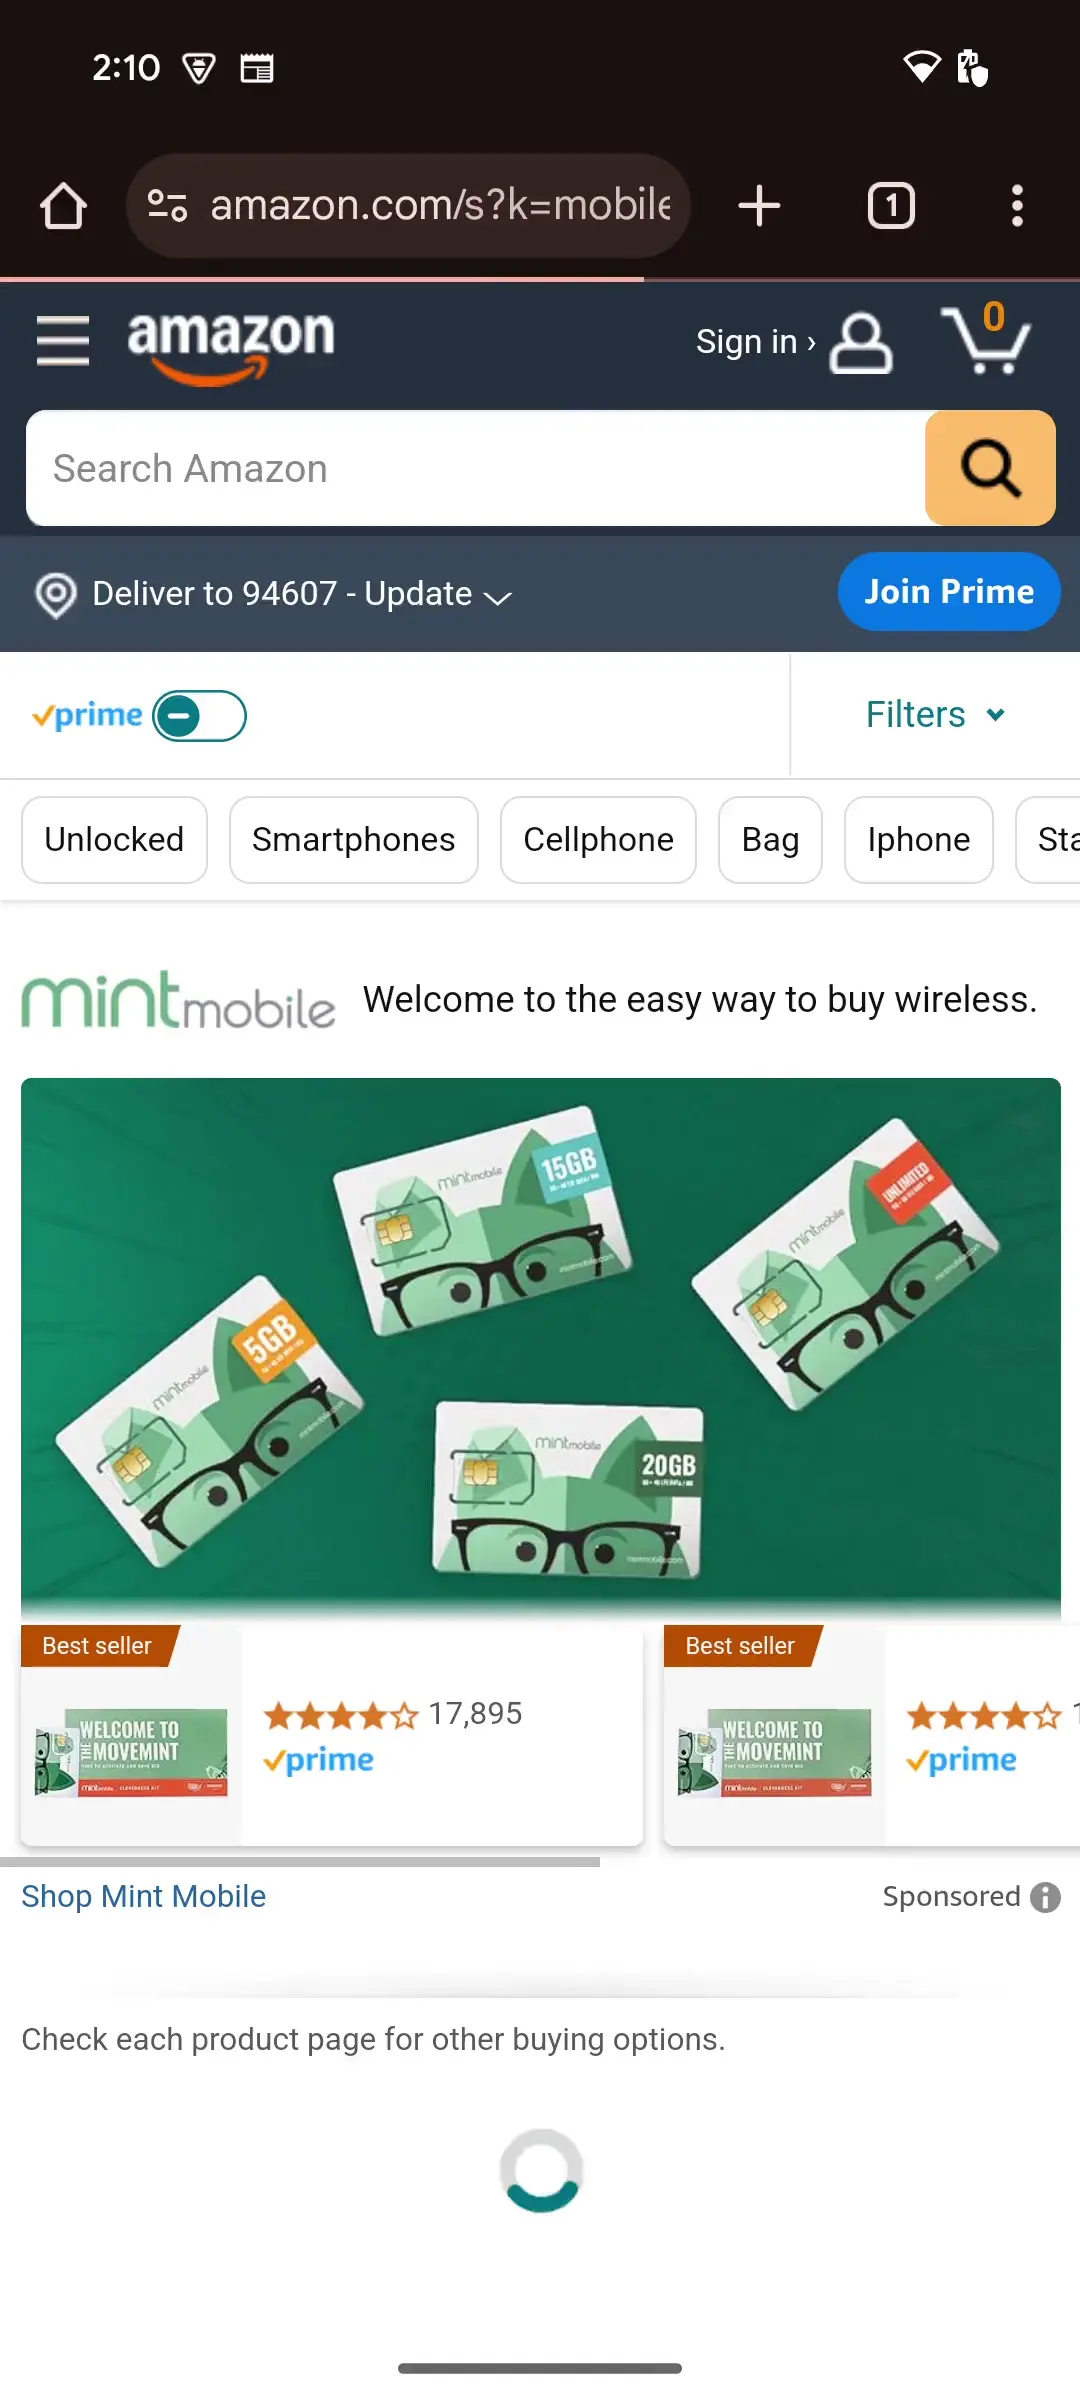 2:10
amazon.com/s?k=mobile
1
amazon
Sign in ›
0
Search Amazon
Deliver to 94607 - Update
Join Prime
prime
Filters
Unlocked
Smartphones
Cellphone
Bag
Iphone
Sta
mintmobile
Welcome to the easy way to buy wireless.
mintmobile
15GB
mintmobile
UNLIMITED
mintmobile
5GB
mintmobile
20GB
Best seller
Best seller
WELCOME TO
THE MOVEMINT
mintmobile
17,895
prime
WELCOME TO
THE MOVEMINT
mintmobile
prime
Shop Mint Mobile
Sponsored
Check each product page for other buying options.